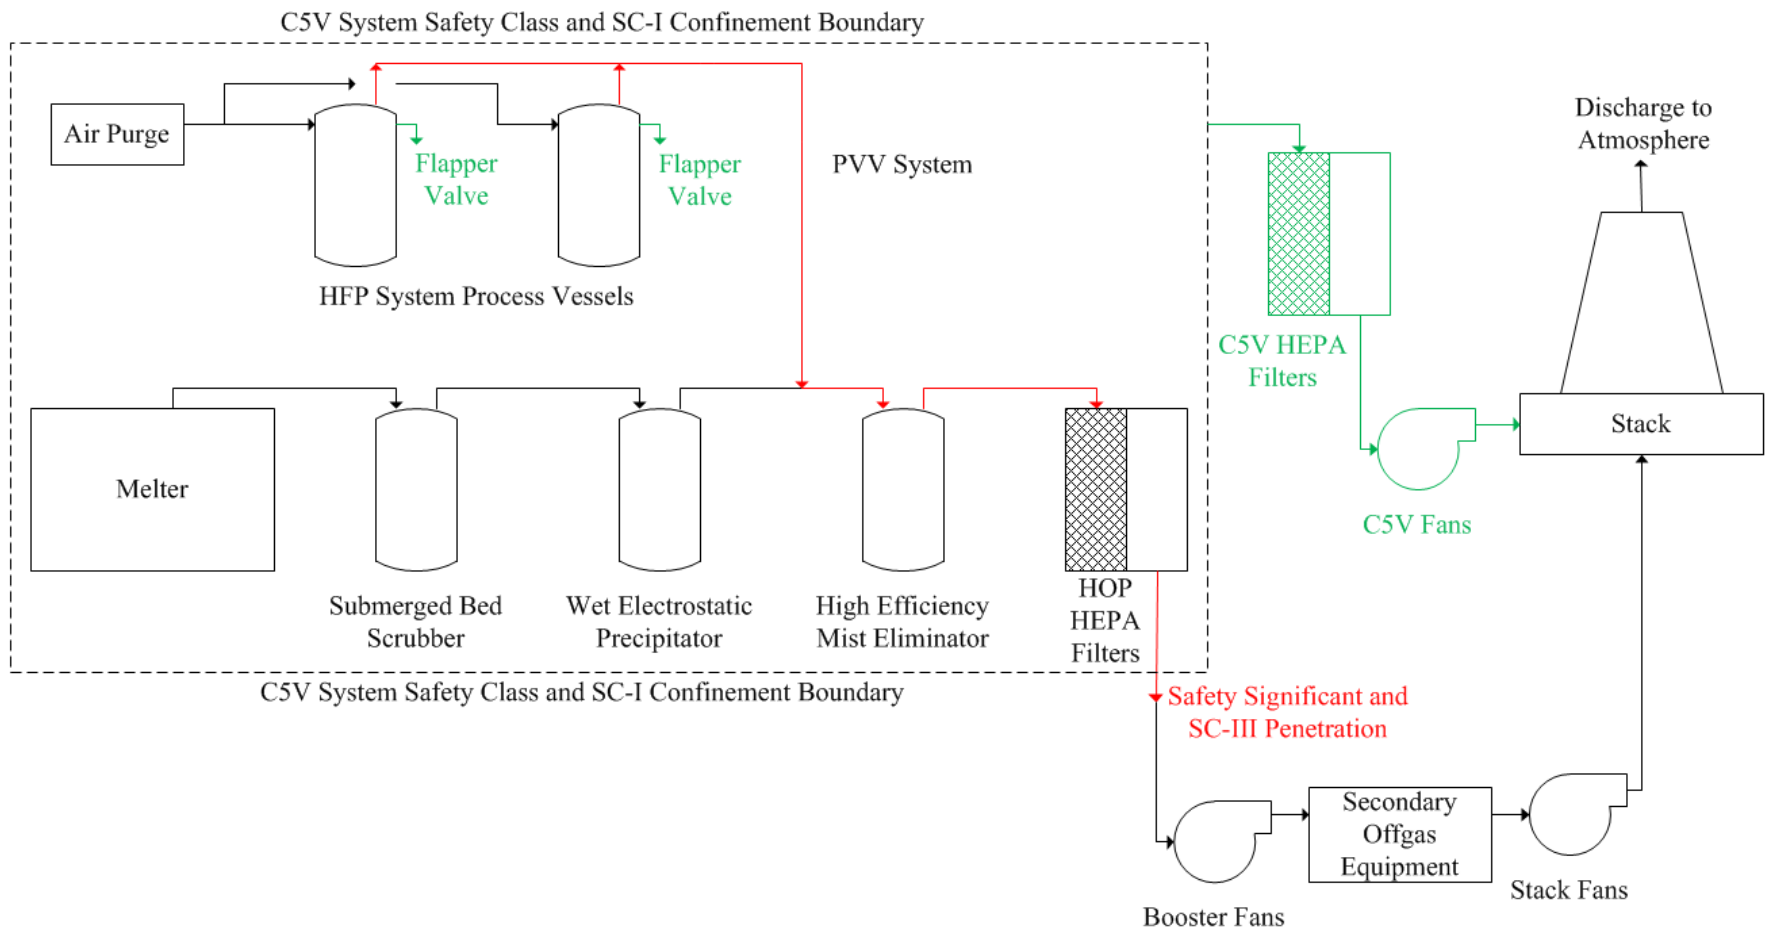 C5V System Safety Class and SC-I Confinement Boundary
Air Purge
Flapper
Valve
Flapper
Valve
PVV System
HFP System Process Vessels
Discharge to
Atmosphere
C5V HEPA
Filters
Stack
C5V Fans
Melter
Submerged Bed
Scrubber
Wet Electrostatic
Precipitator
High Efficiency
Mist Eliminator
HOP
HEPA
Filters
C5V System Safety Class and SC-I Confinement Boundary
Safety Significant and
SC-III Penetration
Booster Fans
Secondary
Offgas
Equipment
Stack Fans